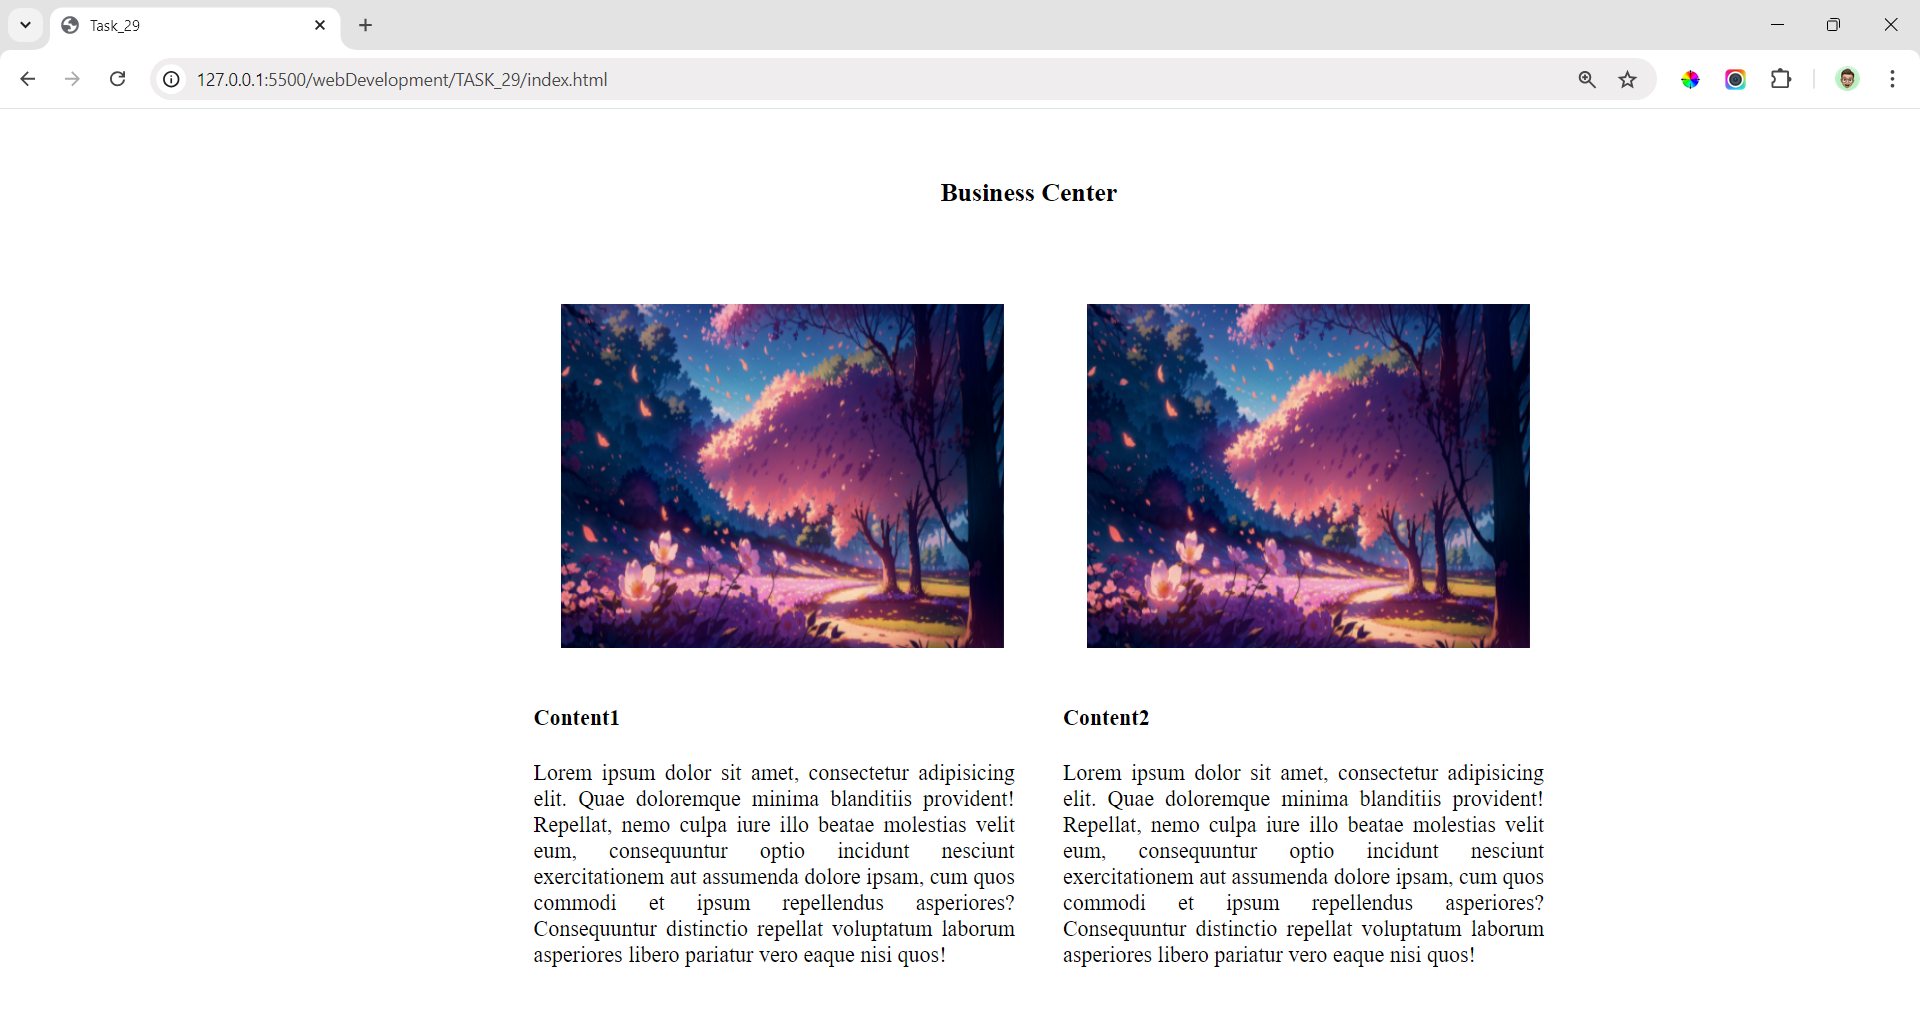 Task_29
127.0.0.1:5500/webDevelopment/TASK_29/index.html
Business Center
Content1
Lorem ipsum dolor sit amet, consectetur adipisicing
elit. Quae doloremque minima blanditiis provident!
Repellat, nemo culpa iure illo beatae molestias velit
eum, consequuntur optio incidunt nesciunt
exercitationem aut assumenda dolore ipsam, cum quos
commodi et ipsum repellendus asperiores?
Consequuntur distinctio repellat voluptatum laborum
asperiores libero pariatur vero eaque nisi quos!
Content2
Lorem ipsum dolor sit amet, consectetur adipisicing
elit. Quae doloremque minima blanditiis provident!
Repellat, nemo culpa iure illo beatae molestias velit
eum, consequuntur optio incidunt nesciunt
exercitationem aut assumenda dolore ipsam, cum quos
commodi et ipsum repellendus asperiores?
Consequuntur distinctio repellat voluptatum laborum
asperiores libero pariatur vero eaque nisi quos!